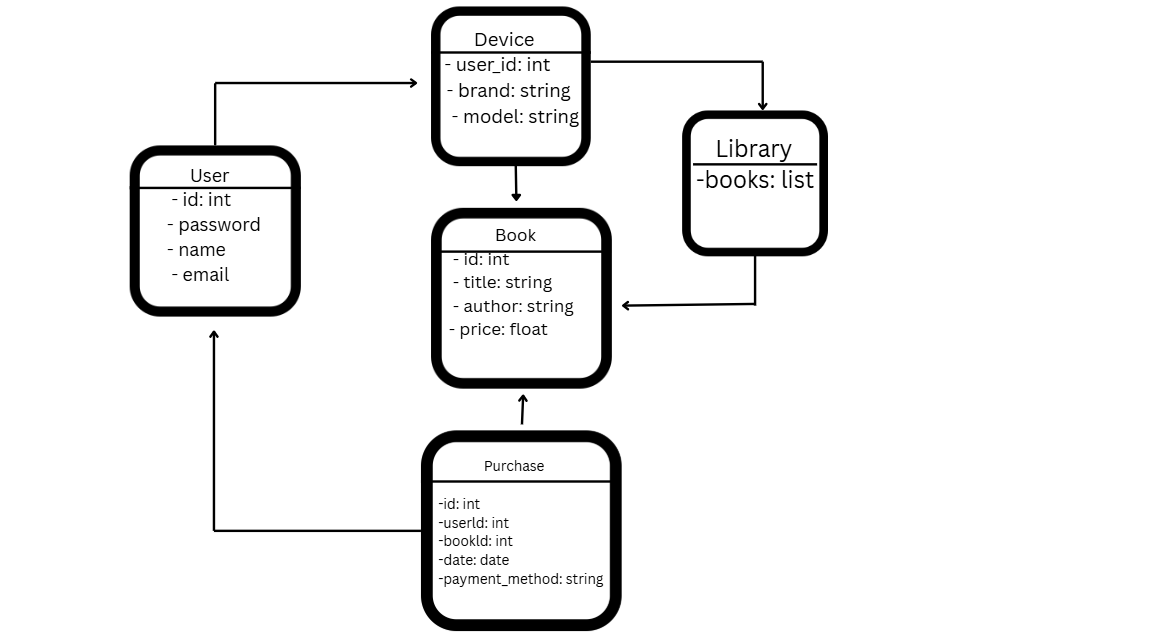 Device
- user_id: int
- brand: string
- model: string
Library
-books: list
User
- id: int
- password
- name
- email
Book
- id: int
- title: string
- author: string
- price: float
Purchase
-id: int
-userId: int
-bookId: int
-date: date
-payment_method: string